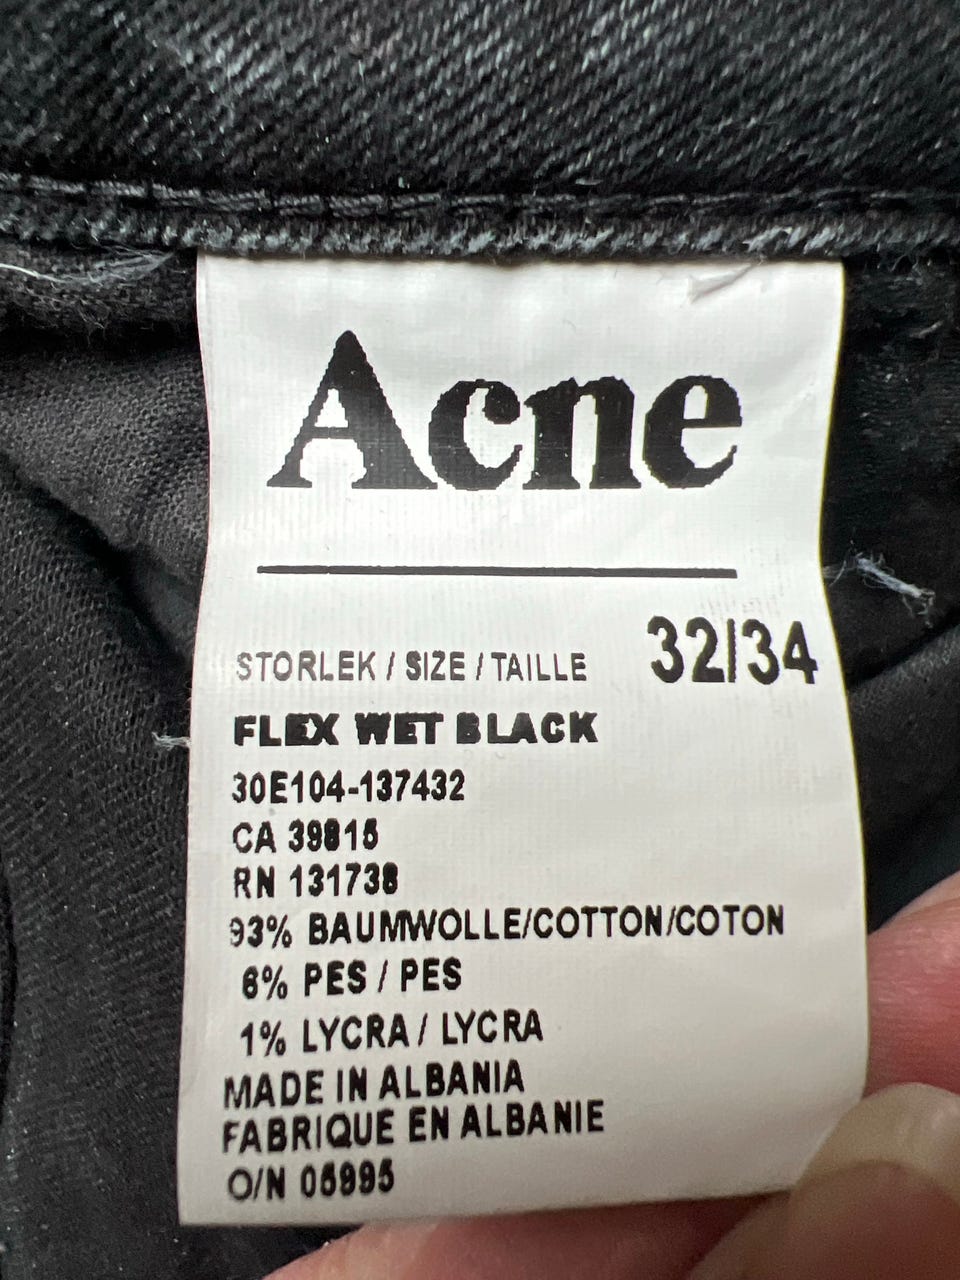 Acne
STORLEK / SIZE / TAILLE 32/34
FLEX WET BLACK
30E104-137432
CA 39815
RN 131738
93% BAUMWOLLE/COTTON/COTON
6% PES / PES
1% LYCRA / LYCRA
MADE IN ALBANIA
FABRIQUE EN ALBANIE
O/N 05995